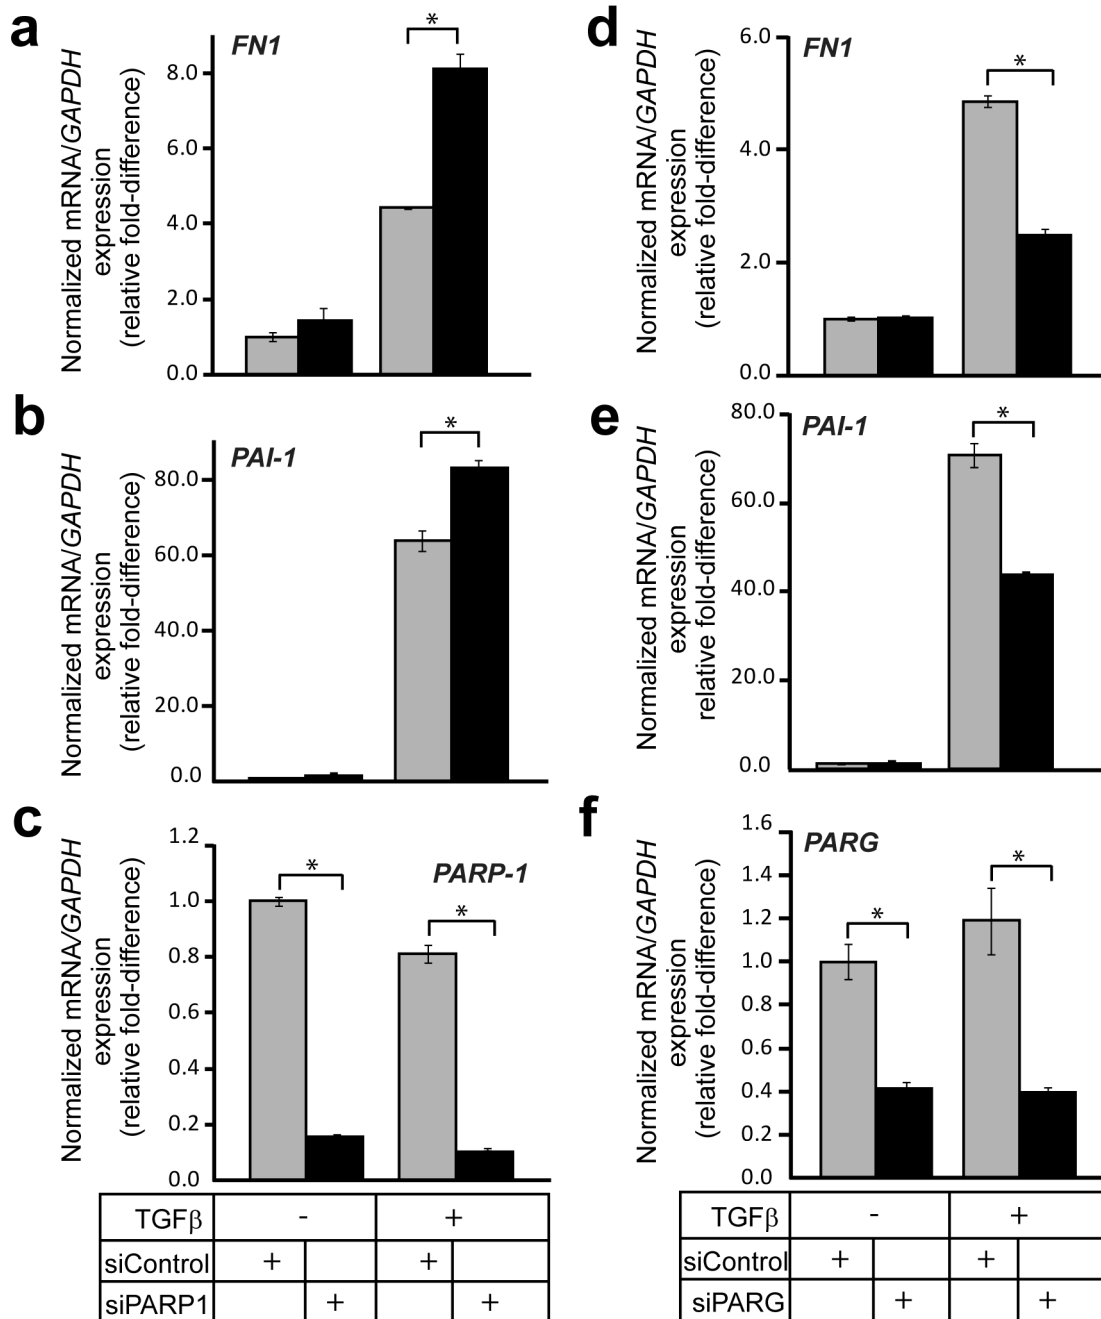 a
FN1
Normalized mRNA/GAPDH
expression
(relative fold-difference)
8.0
6.0
4.0
2.0
0.0
*
b
PAI-1
Normalized mRNA/GAPDH
expression
(relative fold-difference)
80.0
60.0
40.0
20.0
0.0
*
c
PARP-1
Normalized mRNA/GAPDH
expression
(relative fold-difference)
1.2
1.0
0.8
0.6
0.4
0.2
0.0
*
*
TGFβ - +
siControl + +
siPARP1 + +
d
FN1
Normalized mRNA/GAPDH
expression
(relative fold-difference)
6.0
4.0
2.0
0.0
*
e
PAI-1
Normalized mRNA/GAPDH
expression
relative fold-difference)
80.0
60.0
40.0
20.0
0.0
*
f
PARG
Normalized mRNA/GAPDH
expression
(relative fold-difference)
1.6
1.4
1.2
1.0
0.8
0.6
0.4
0.2
0.0
*
*
TGFβ - +
siControl + +
siPARG + +